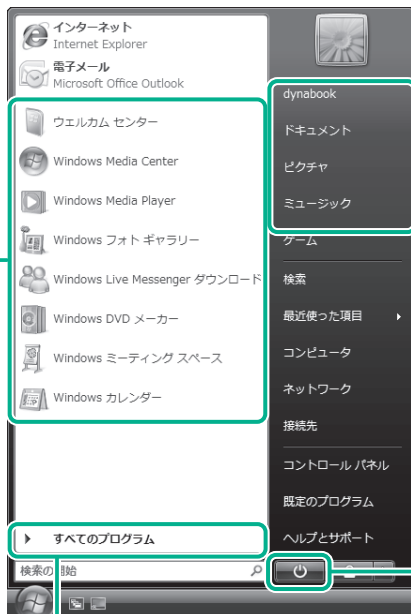 インターネット
Internet Explorer
電子メール
Microsoft Office Outlook
ウエルカム センター
Windows Media Center
Windows Media Player
Windows フォト ギャラリー
Windows Live Messenger ダウンロード
Windows DVD メーカー
Windows ミーティング スペース
Windows カレンダー
すべてのプログラム
検索の開始
dynabook
ドキュメント
ピクチャ
ミュージック
ゲーム
検索
最近使った項目
コンピュータ
ネットワーク
接続先
コントロール パネル
既定のプログラム
ヘルプとサポート